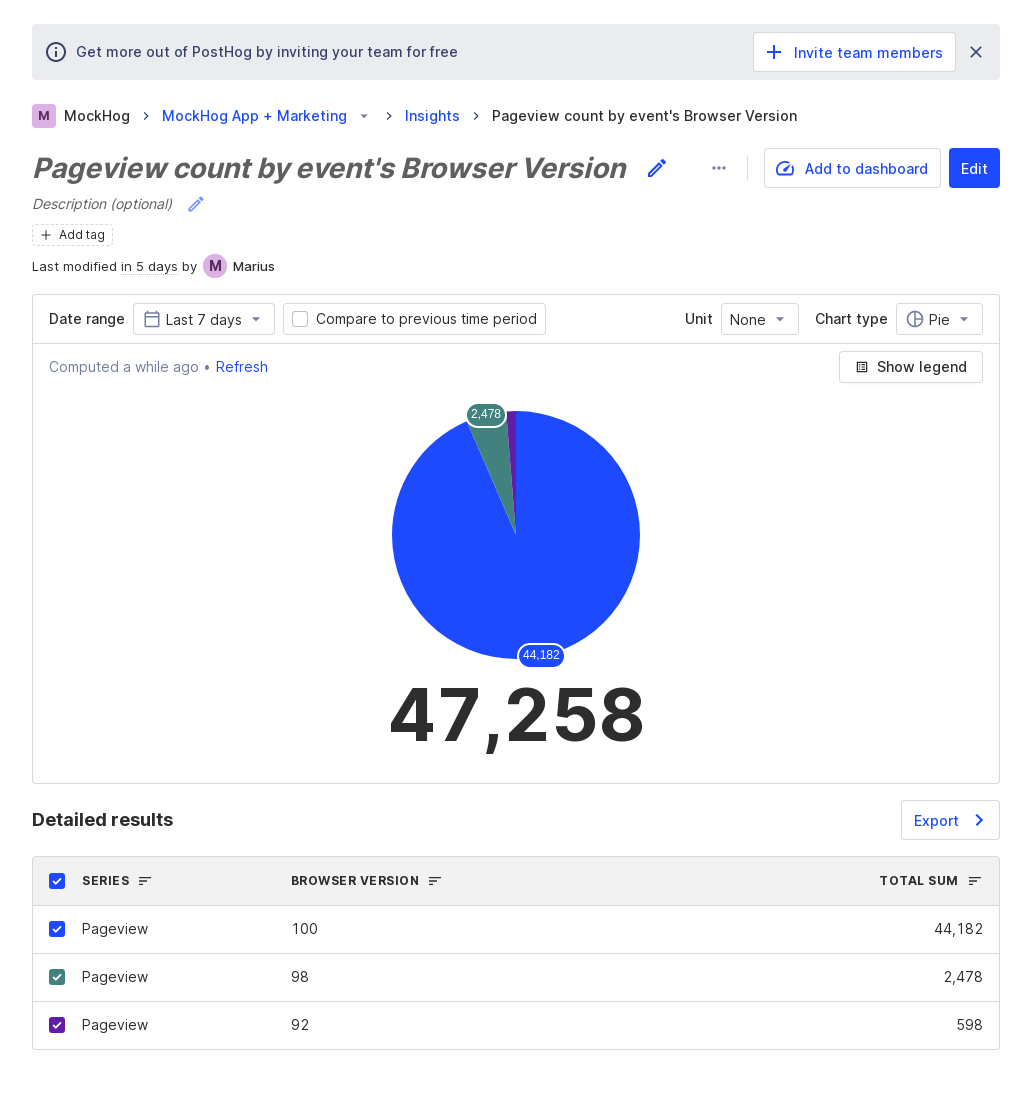 Get more out of PostHog by inviting your team for free
Invite team members
M MockHog MockHog App + Marketing Insights Pageview count by event's Browser Version
Pageview count by event's Browser Version
Add to dashboard
Edit
Description (optional)
Add tag
Last modified in 5 days by M Marius
Date range Last 7 days Compare to previous time period Unit None Chart type Pie
Computed a while ago • Refresh
Show legend
2,478
44,182
47,258
Detailed results
Export
SERIES BROWSER VERSION TOTAL SUM
Pageview 100 44,182
Pageview 98 2,478
Pageview 92 598